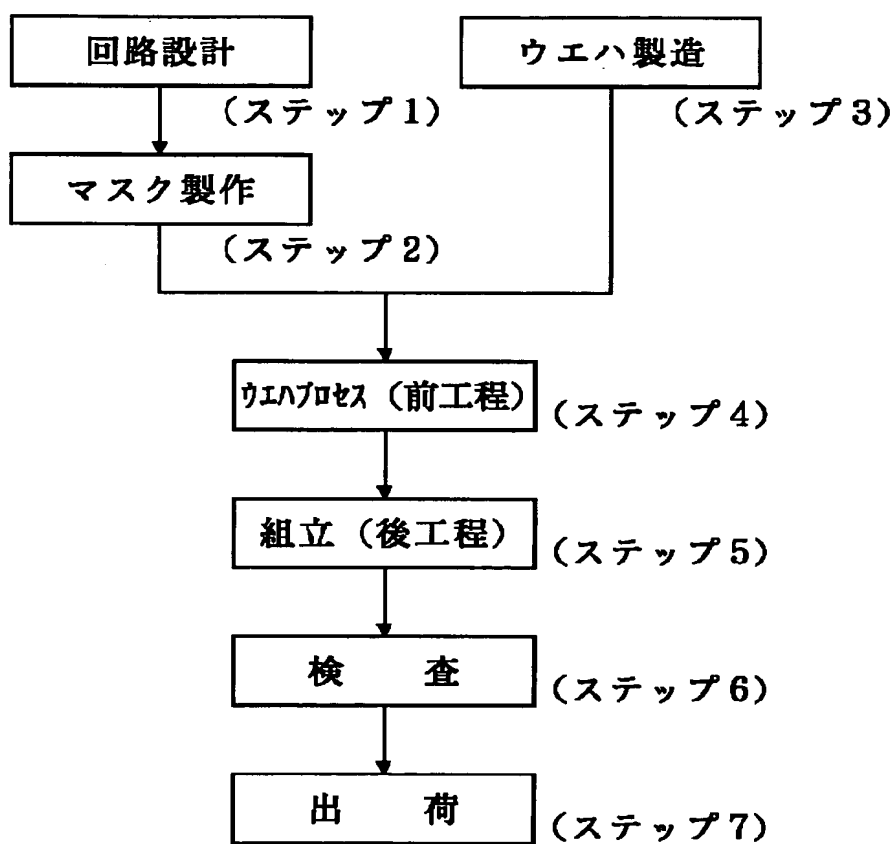 回路設計
(ステップ1)
マスク製作
(ステップ2)
ウエハ製造
(ステップ3)
ウエハプロセス(前工程)
(ステップ4)
組立(後工程)
(ステップ5)
検 査
(ステップ6)
出 荷
(ステップ7)